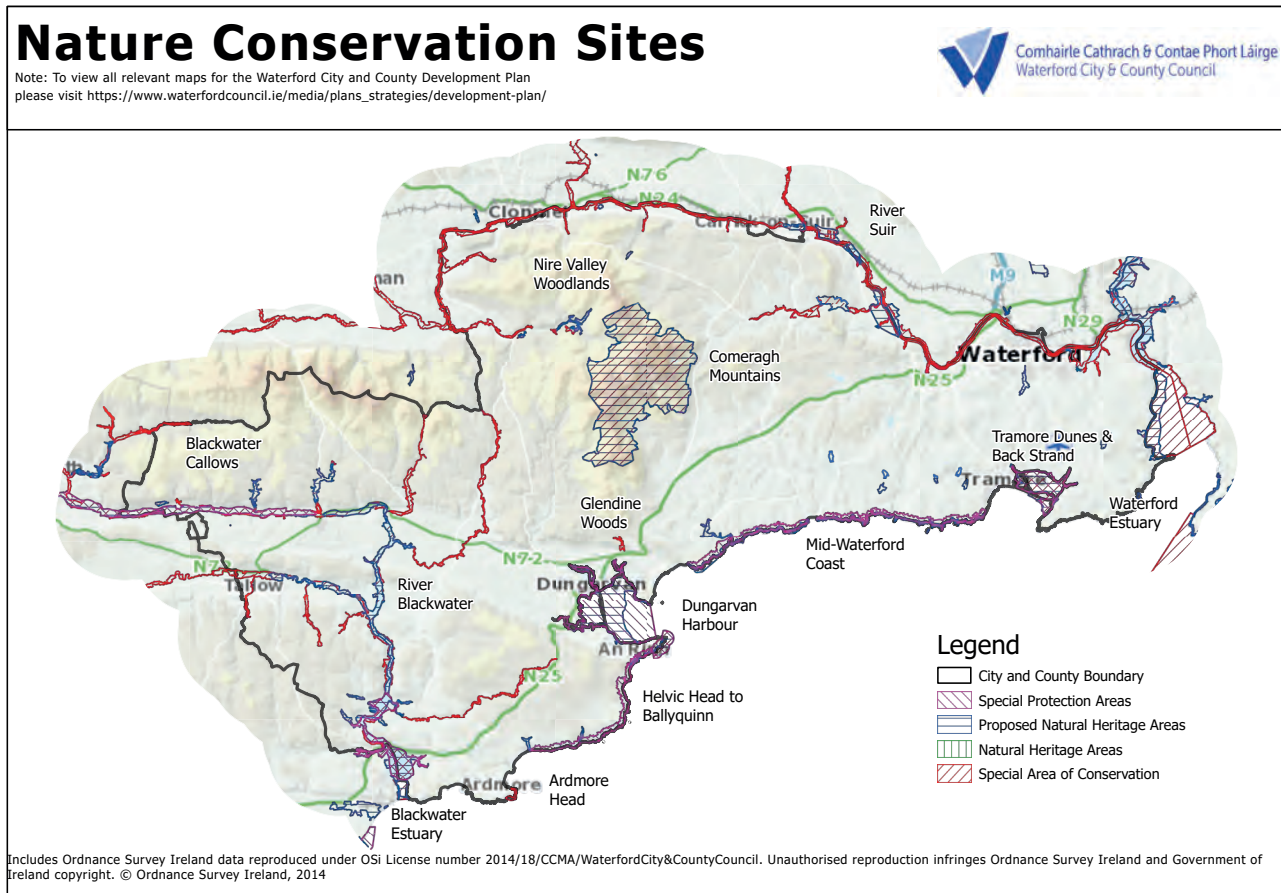 Nature Conservation Sites
Note: To view all relevant maps for the Waterford City and County Development Plan
please visit https://www.waterfordcouncil.ie/media/plans_strategies/development-plan/
Comhairle Cathrach & Contae Phort Láirge
Waterford City & County Council
N76
N24
River
Suir
Nire Valley
Woodlands
man
M9
N29
Waterford
N25
Comeragh
Mountains
Blackwater
Callows
Tramore Dunes &
Back Strand
Tramore
Waterford
Estuary
Glendine
Woods
Mid-Waterford
Coast
N72
N72
Tallow
Dungarvan
River
Blackwater
Dungarvan
Harbour
An Rinn
N25
Helvic Head to
Ballyquinn
Ardmore
Ardmore
Head
Blackwater
Estuary
Legend
City and County Boundary
Special Protection Areas
Proposed Natural Heritage Areas
Natural Heritage Areas
Special Area of Conservation
Includes Ordnance Survey Ireland data reproduced under OSi License number 2014/18/CCMA/WaterfordCity&CountyCouncil. Unauthorised reproduction infringes Ordnance Survey Ireland and Government of
Ireland copyright. © Ordnance Survey Ireland, 2014